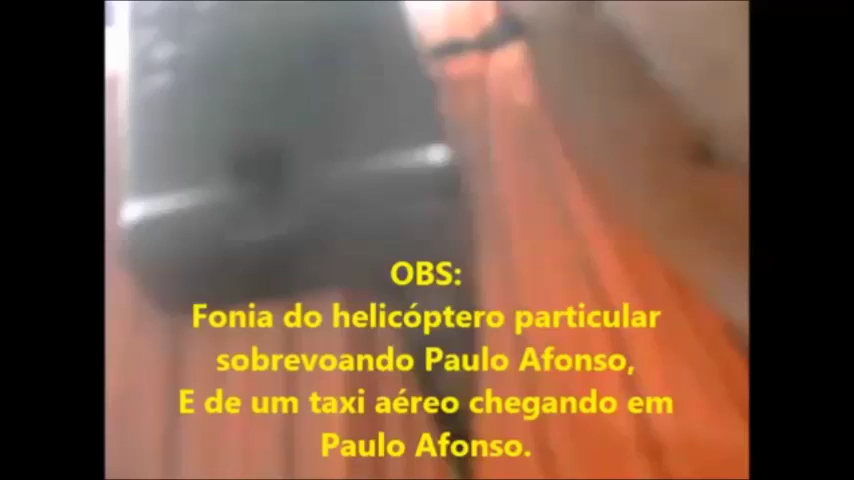 OBS:
Fonia do helicóptero particular
sobrevoando Paulo Afonso,
E de um taxi aéreo chegando em
Paulo Afonso.